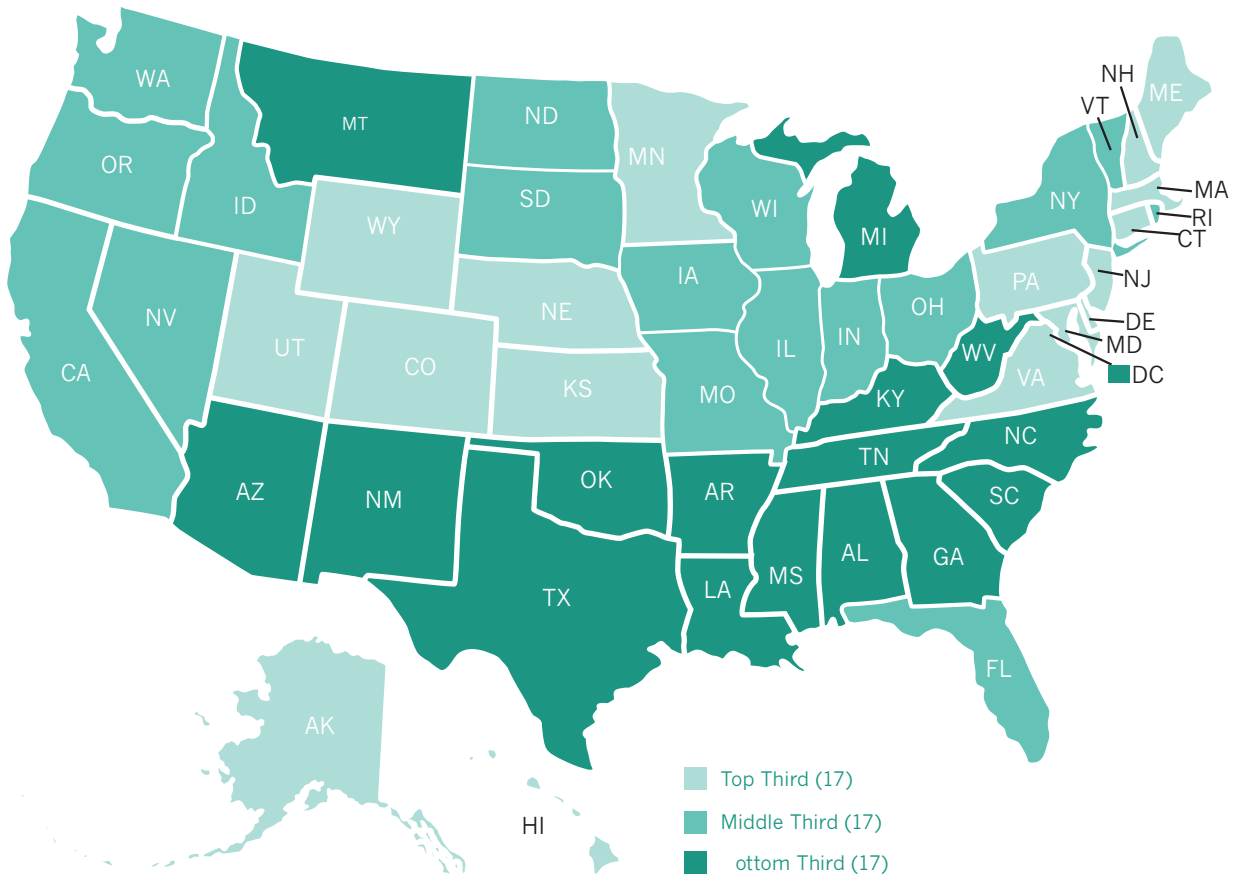 WA
MT
ND
MN
OR
ID
SD
WY
WI
MI
NY
VT
NH
ME
MA
RI
CT
NJ
PA
DE
MD
DC
NV
CA
UT
CO
NE
KS
IA
MO
IL
IN
OH
WV
VA
KY
AZ
NM
OK
AR
TN
NC
SC
TX
LA
MS
AL
GA
FL
AK
HI
Top Third (17)
Middle Third (17)
ottom Third (17)